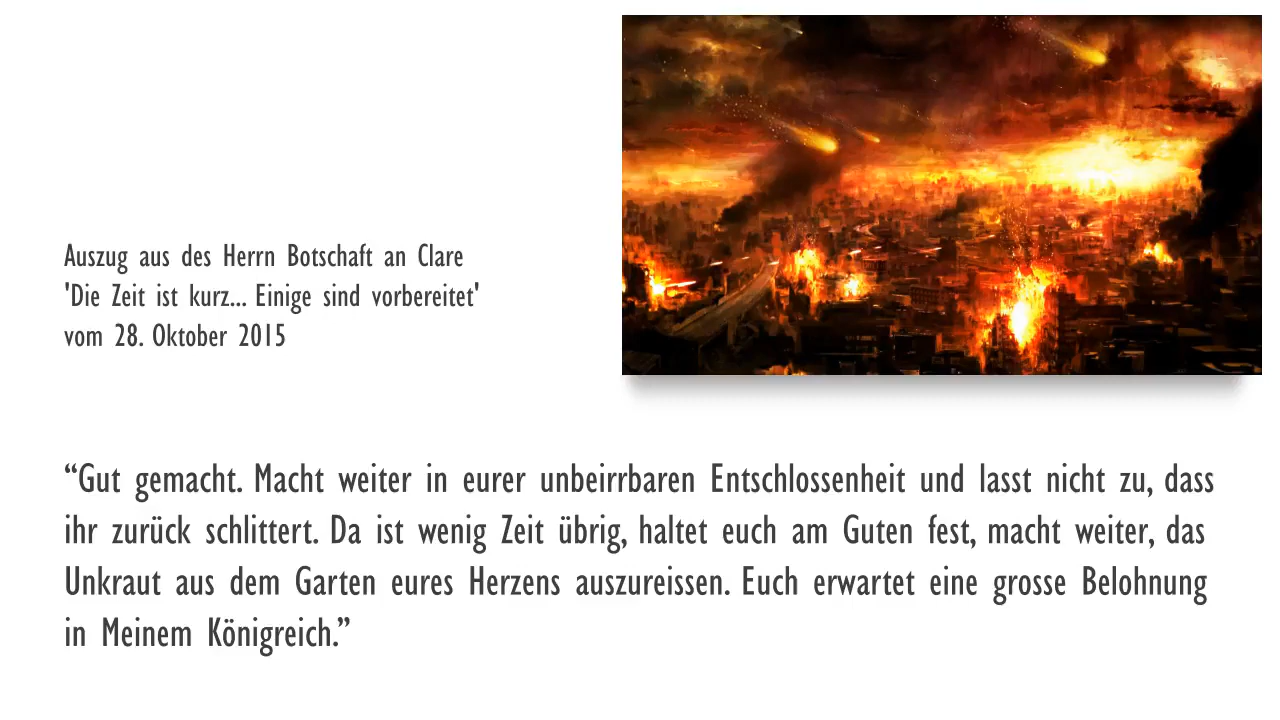 Auszug aus des Herrn Botschaft an Clare
'Die Zeit ist kurz... Einige sind vorbereitet'
vom 28. Oktober 2015
“Gut gemacht. Macht weiter in eurer unbeirrbaren Entschlossenheit und lasst nicht zu, dass
ihr zurück schlittert. Da ist wenig Zeit übrig, haltet euch am Guten fest, macht weiter, das
Unkraut aus dem Garten eures Herzens auszureissen. Euch erwartet eine grosse Belohnung
in Meinem Königreich.”